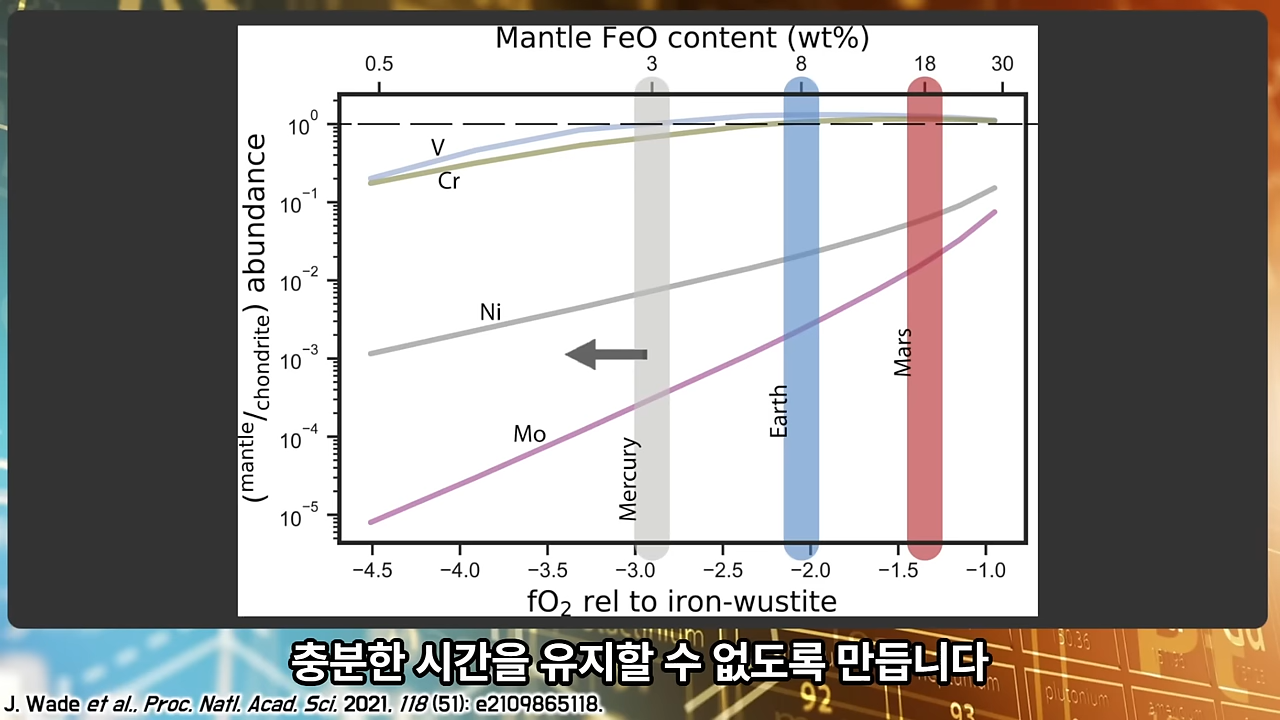 Mantle FeO content (wt%)
0.5 3 8 18 30
(mantle/chondrite) abundance
10⁰
10⁻¹
10⁻²
10⁻³
10⁻⁴
10⁻⁵
V
Cr
Ni
Mo
Mercury
Earth
Mars
−4.5 −4.0 −3.5 −3.0 −2.5 −2.0 −1.5 −1.0
fO₂ rel to iron-wustite
충분한 시간을 유지할 수 없도록 만듭니다
J. Wade et al., Proc. Natl. Acad. Sci. 2021, 118 (51): e2109865118.
plutonium
92
93